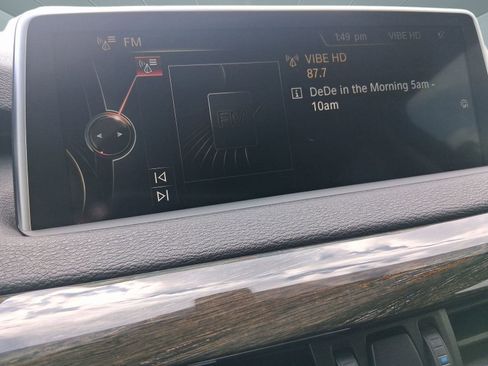 FM
1:49 pm
VIBE HD
VIBE HD
87.7
DeDe in the Morning 5am -
10am
FM